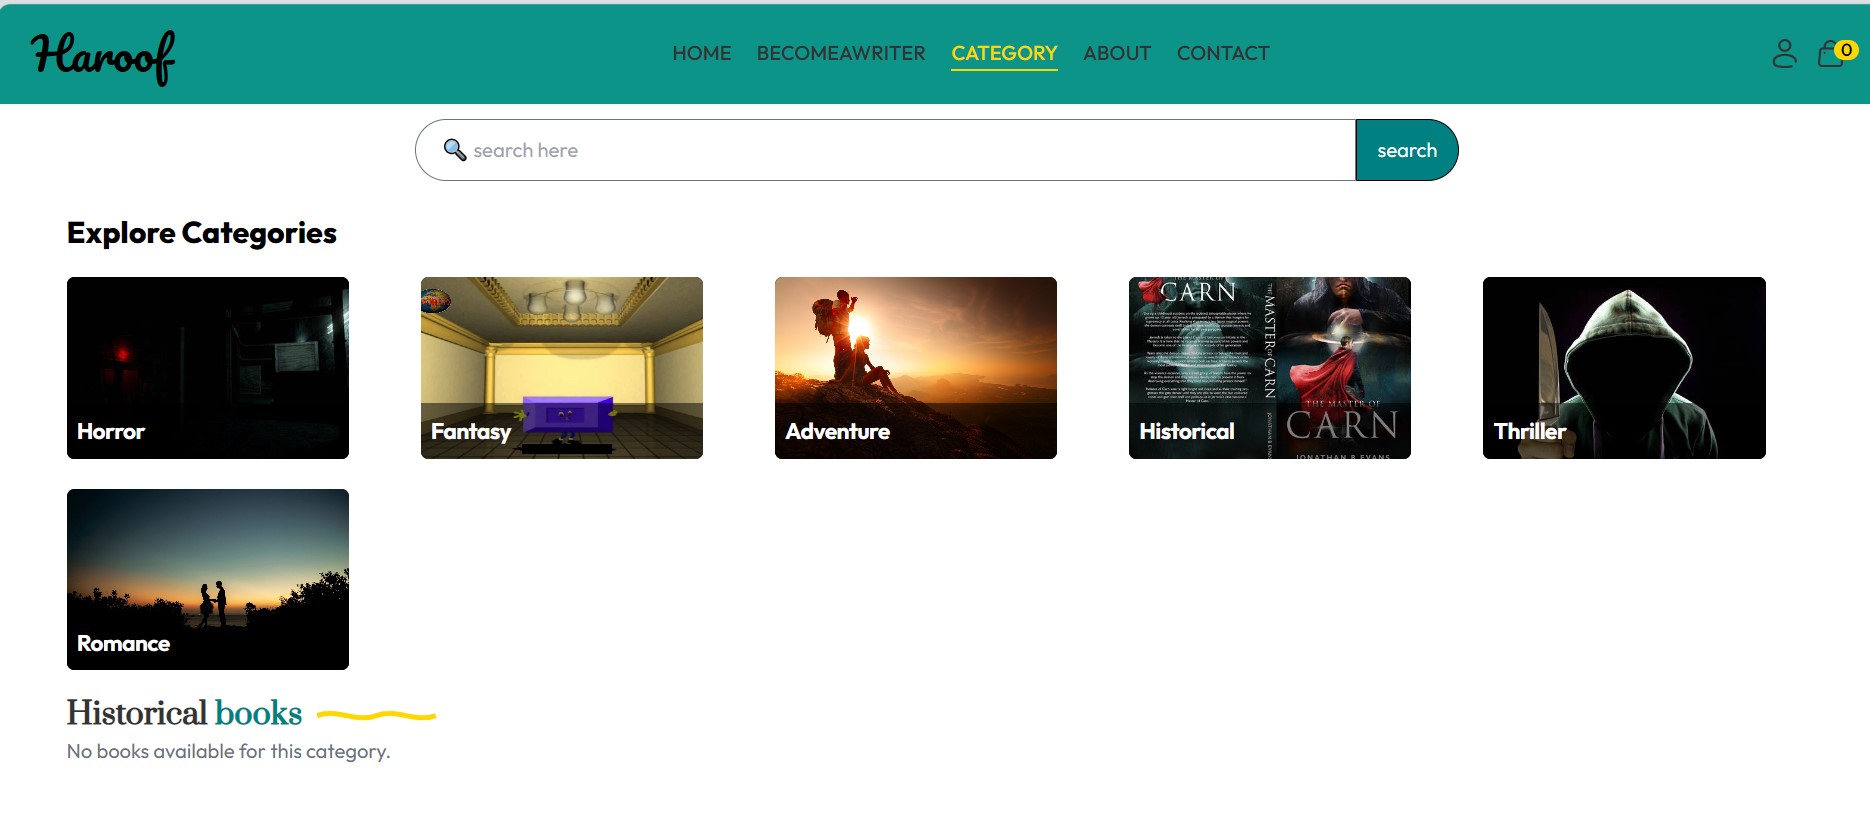 Haroof
HOME BECOMEAWRITER CATEGORY ABOUT CONTACT
0
🔍 search here
search
Explore Categories
Horror
Fantasy
Adventure
CARN
THE MASTER OF CARN
THE MASTER OF
CARN
JONATHAN B EVANS
Historical
Thriller
Romance
Historical books
No books available for this category.